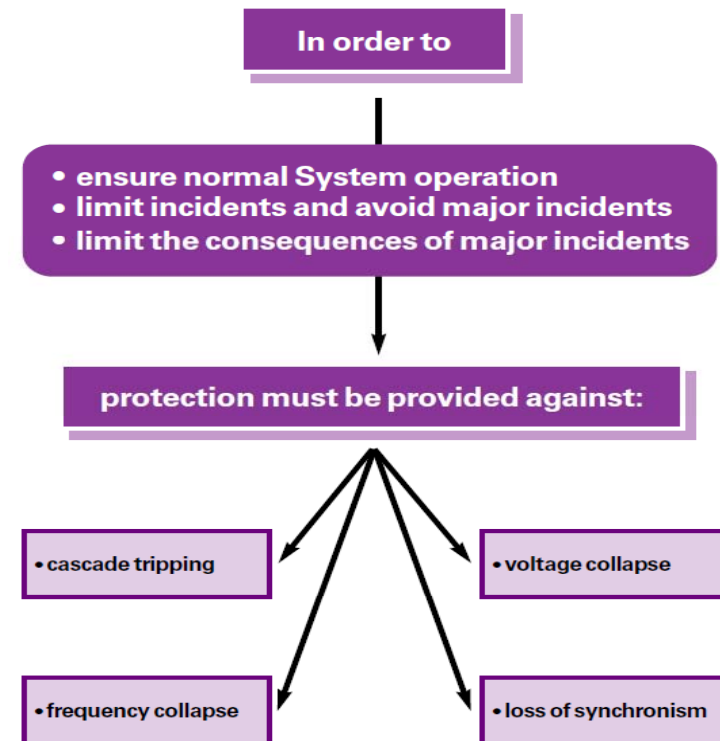 In order to
• ensure normal System operation
• limit incidents and avoid major incidents
• limit the consequences of major incidents
protection must be provided against:
• cascade tripping
• voltage collapse
• frequency collapse
• loss of synchronism